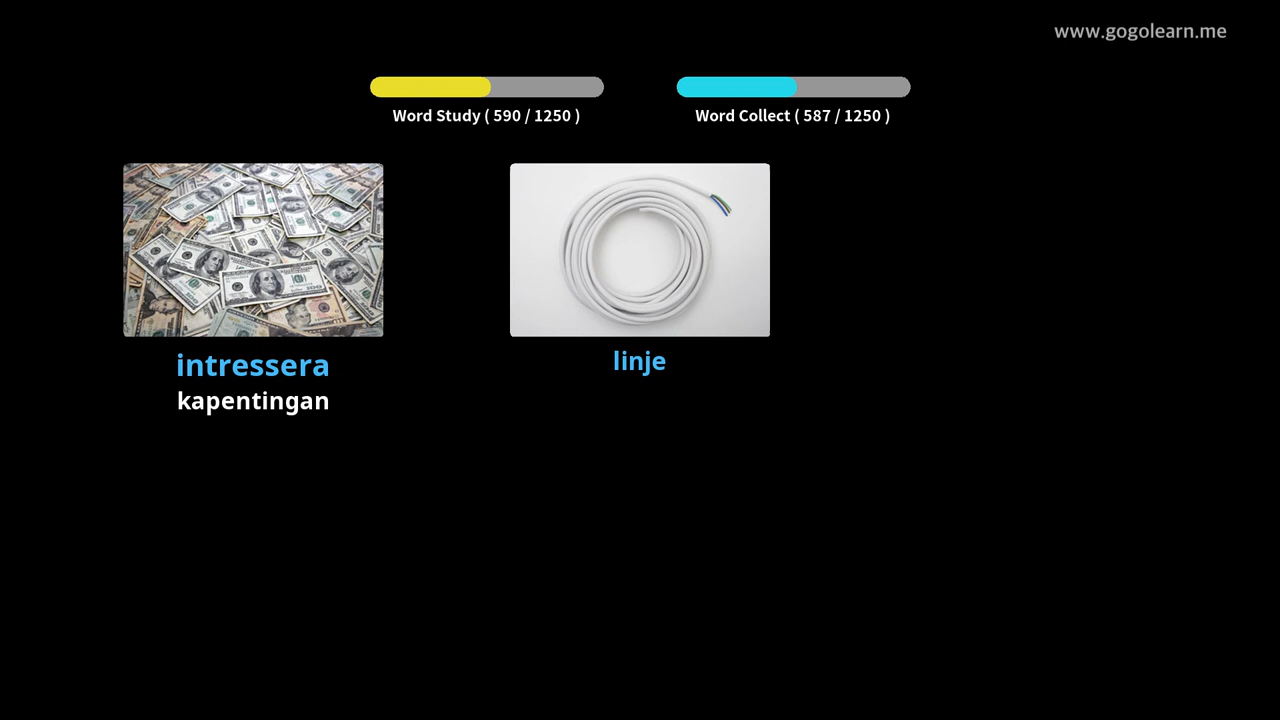 www.gogolearn.me
Word Study ( 590 / 1250 )
Word Collect ( 587 / 1250 )
intressera
kapentingan
linje